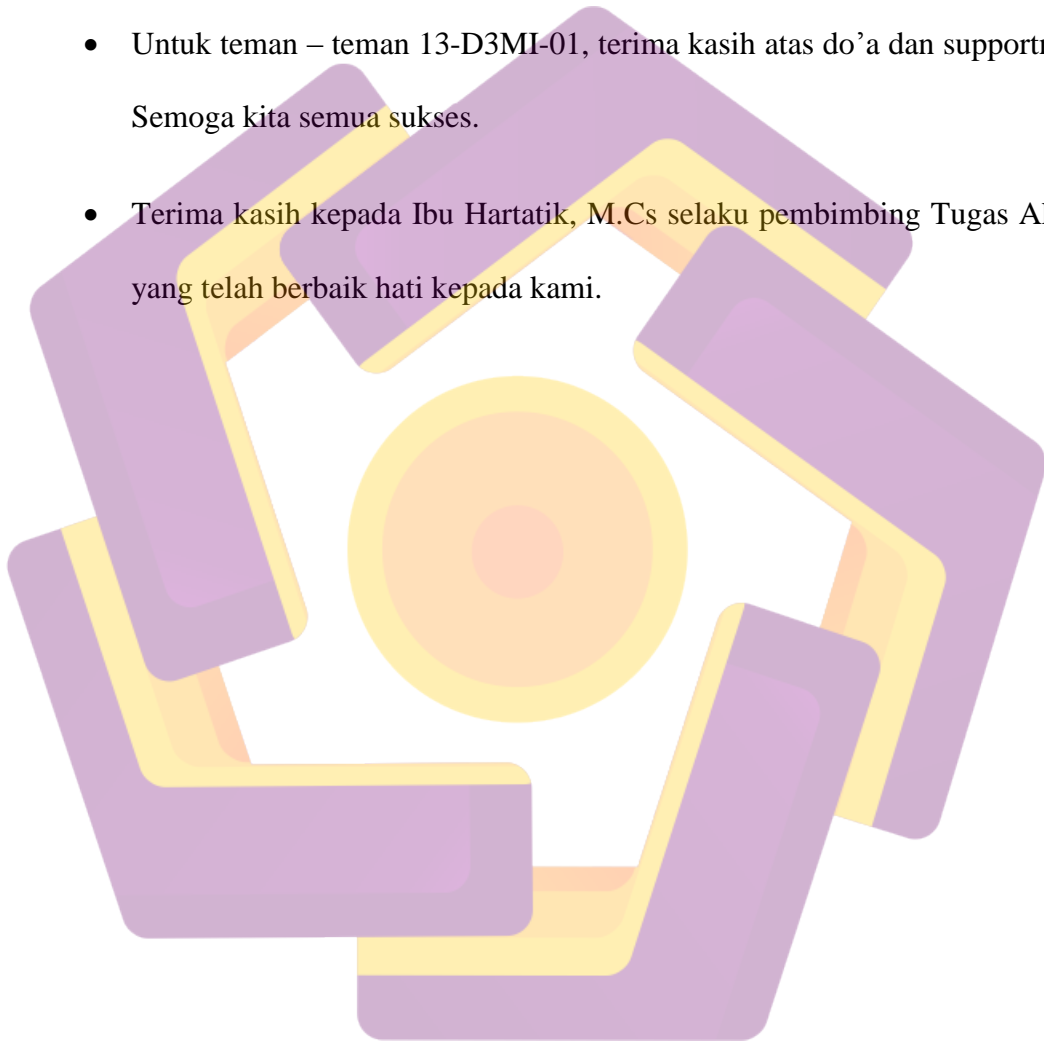 • Untuk teman – teman 13-D3MI-01, terima kasih atas do’a dan support
Semoga kita semua sukses.
• Terima kasih kepada Ibu Hartatik, M.Cs selaku pembimbing Tugas
yang telah berbaik hati kepada kami.